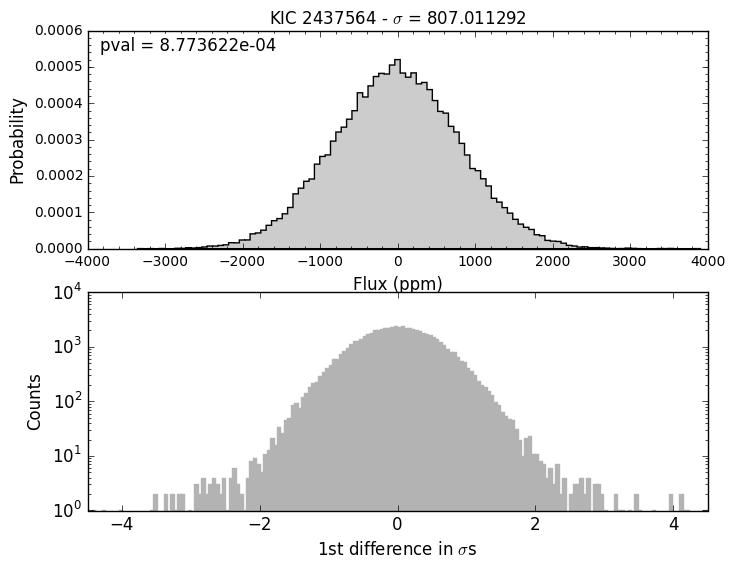 KIC 2437564 - σ = 807.011292
pval = 8.773622e-04
0.0006
0.0005
0.0004
0.0003
0.0002
0.0001
0.0000
Probability
−4000 −3000 −2000 −1000 0 1000 2000 3000 4000
Flux (ppm)
10⁴
10³
10²
10¹
10⁰
Counts
−4 −2 0 2 4
1st difference in σs